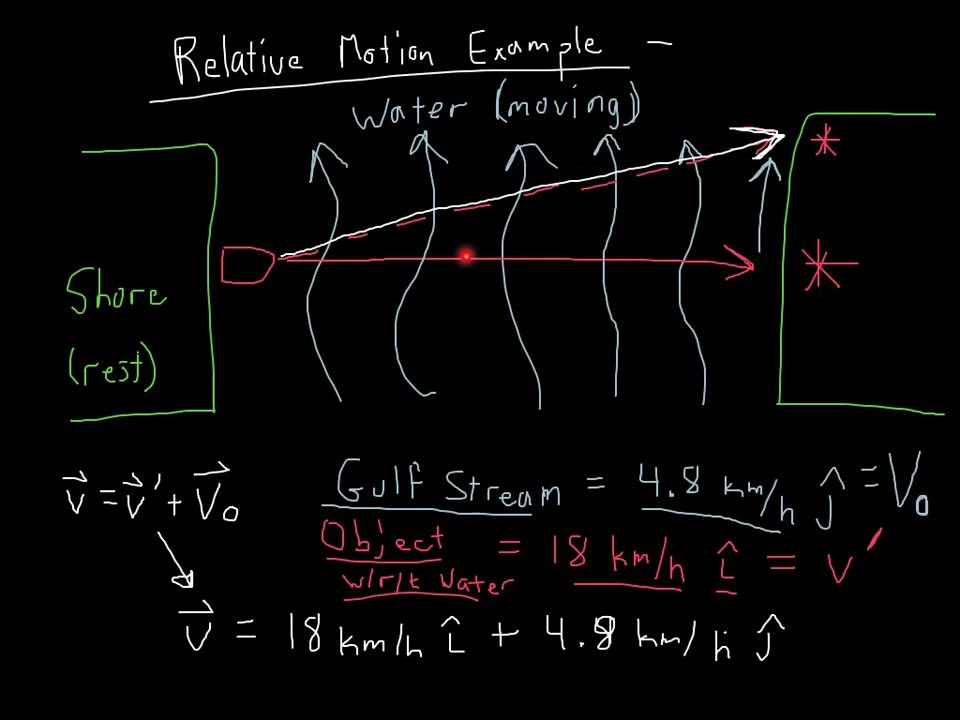 Relative Motion Example -
Water (moving)
Shore
(rest)
v⃗ = v⃗' + V⃗₀
Gulf Stream = 4.8 km/h ĵ = V₀
Object = 18 km/h î = v'
w/r/t Water
v⃗ = 18 km/h î + 4.8 km/h ĵ